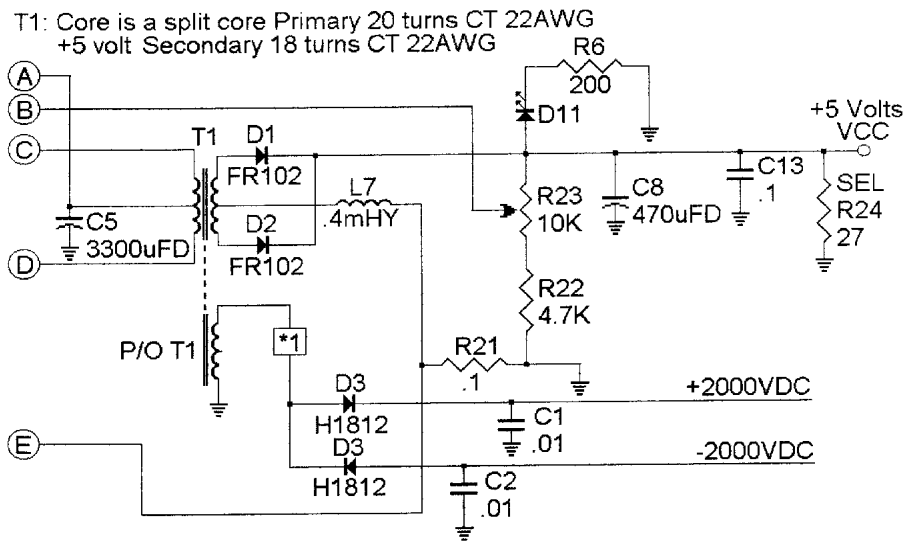 T1: Core is a split core Primary 20 turns CT 22AWG
+5 volt Secondary 18 turns CT 22AWG
R6
200
A
B
D11
+5 Volts
VCC
C
T1
D1
FR102
C13
.1
L7
.4mHY
R23
10K
C8
470uFD
SEL
R24
27
C5
3300uFD
D2
FR102
D
R22
4.7K
P/O T1
*1
R21
.1
D3
H1812
+2000VDC
C1
.01
E
D3
H1812
-2000VDC
C2
.01